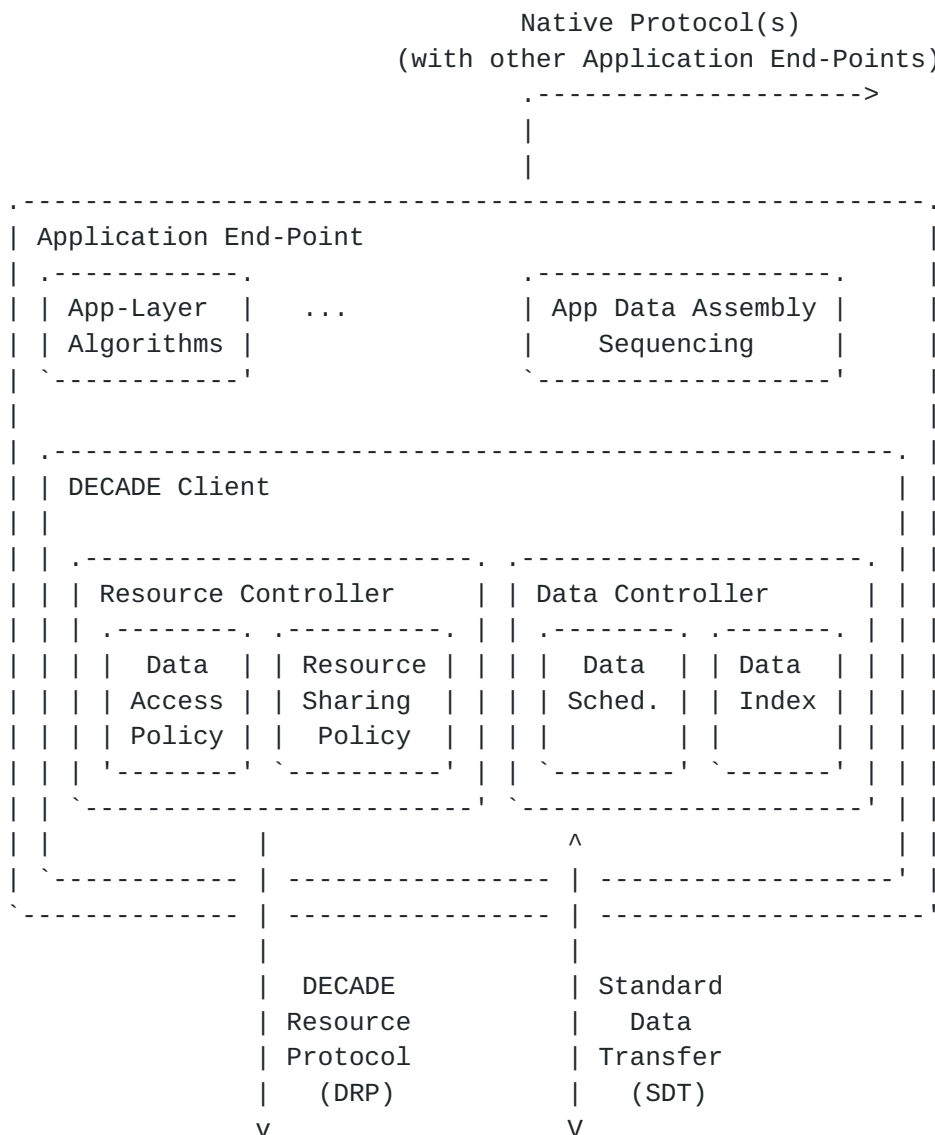 Native Protocol(s)
(with other Application End-Points)
Application End-Point
App-Layer ... App Data Assembly
Algorithms Sequencing
DECADE Client
Resource Controller Data Controller
Data Resource Data Data
Access Sharing Sched. Index
Policy Policy
DECADE Standard
Resource Data
Protocol Transfer
(DRP) (SDT)